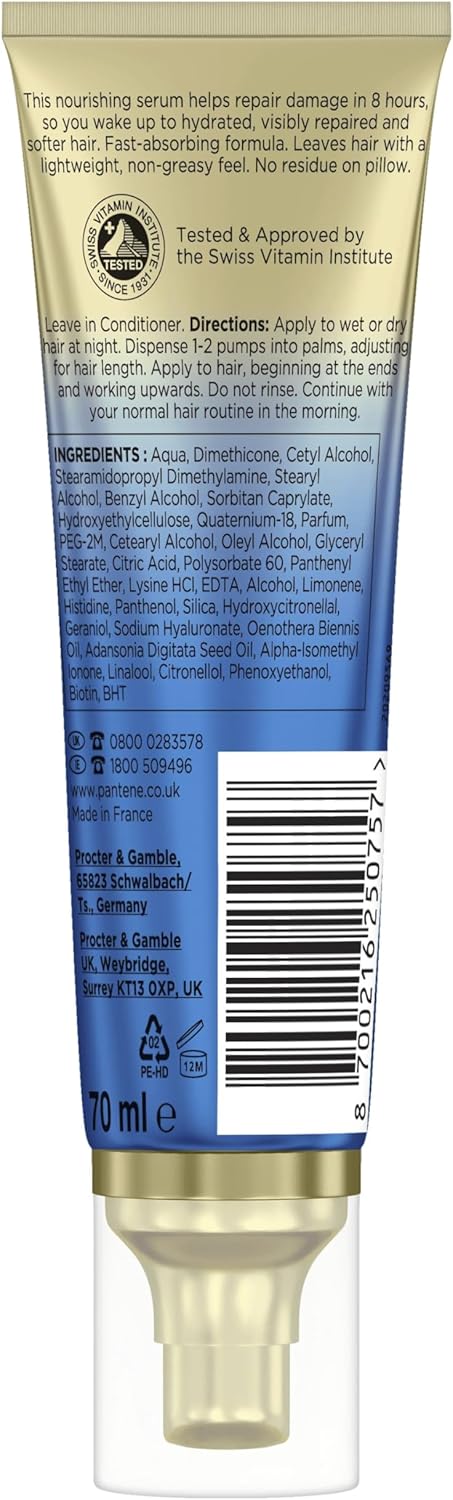 This nourishing serum helps repair damage in 8 hours,
so you wake up to hydrated, visibly repaired and
softer hair. Fast-absorbing formula. Leaves hair with a
lightweight, non-greasy feel. No residue on pillow.
SWISS VITAMIN INSTITUTE
TESTED
SINCE 1931
Tested & Approved by
the Swiss Vitamin Institute
Leave in Conditioner. Directions: Apply to wet or dry
hair at night. Dispense 1-2 pumps into palms, adjusting
for hair length. Apply to hair, beginning at the ends
and working upwards. Do not rinse. Continue with
your normal hair routine in the morning.
INGREDIENTS : Aqua, Dimethicone, Cetyl Alcohol,
Stearamidopropyl Dimethylamine, Stearyl
Alcohol, Benzyl Alcohol, Sorbitan Caprylate,
Hydroxyethylcellulose, Quaternium-18, Parfum,
PEG-2M, Cetearyl Alcohol, Oleyl Alcohol, Glyceryl
Stearate, Citric Acid, Polysorbate 60, Panthenyl
Ethyl Ether, Lysine HCl, EDTA, Alcohol, Limonene,
Histidine, Panthenol, Silica, Hydroxycitronellal,
Geraniol, Sodium Hyaluronate, Oenothera Biennis
Oil, Adansonia Digitata Seed Oil, Alpha-Isomethyl
Ionone, Linalool, Citronellol, Phenoxyethanol,
Biotin, BHT
UK 0800 0283578
IE 1800 509496
www.pantene.co.uk
Made in France
Procter & Gamble,
65823 Schwalbach/
Ts., Germany
Procter & Gamble
UK, Weybridge,
Surrey KT13 0XP, UK
02
PE-HD
12M
70 ml e
8 700216 250757 >